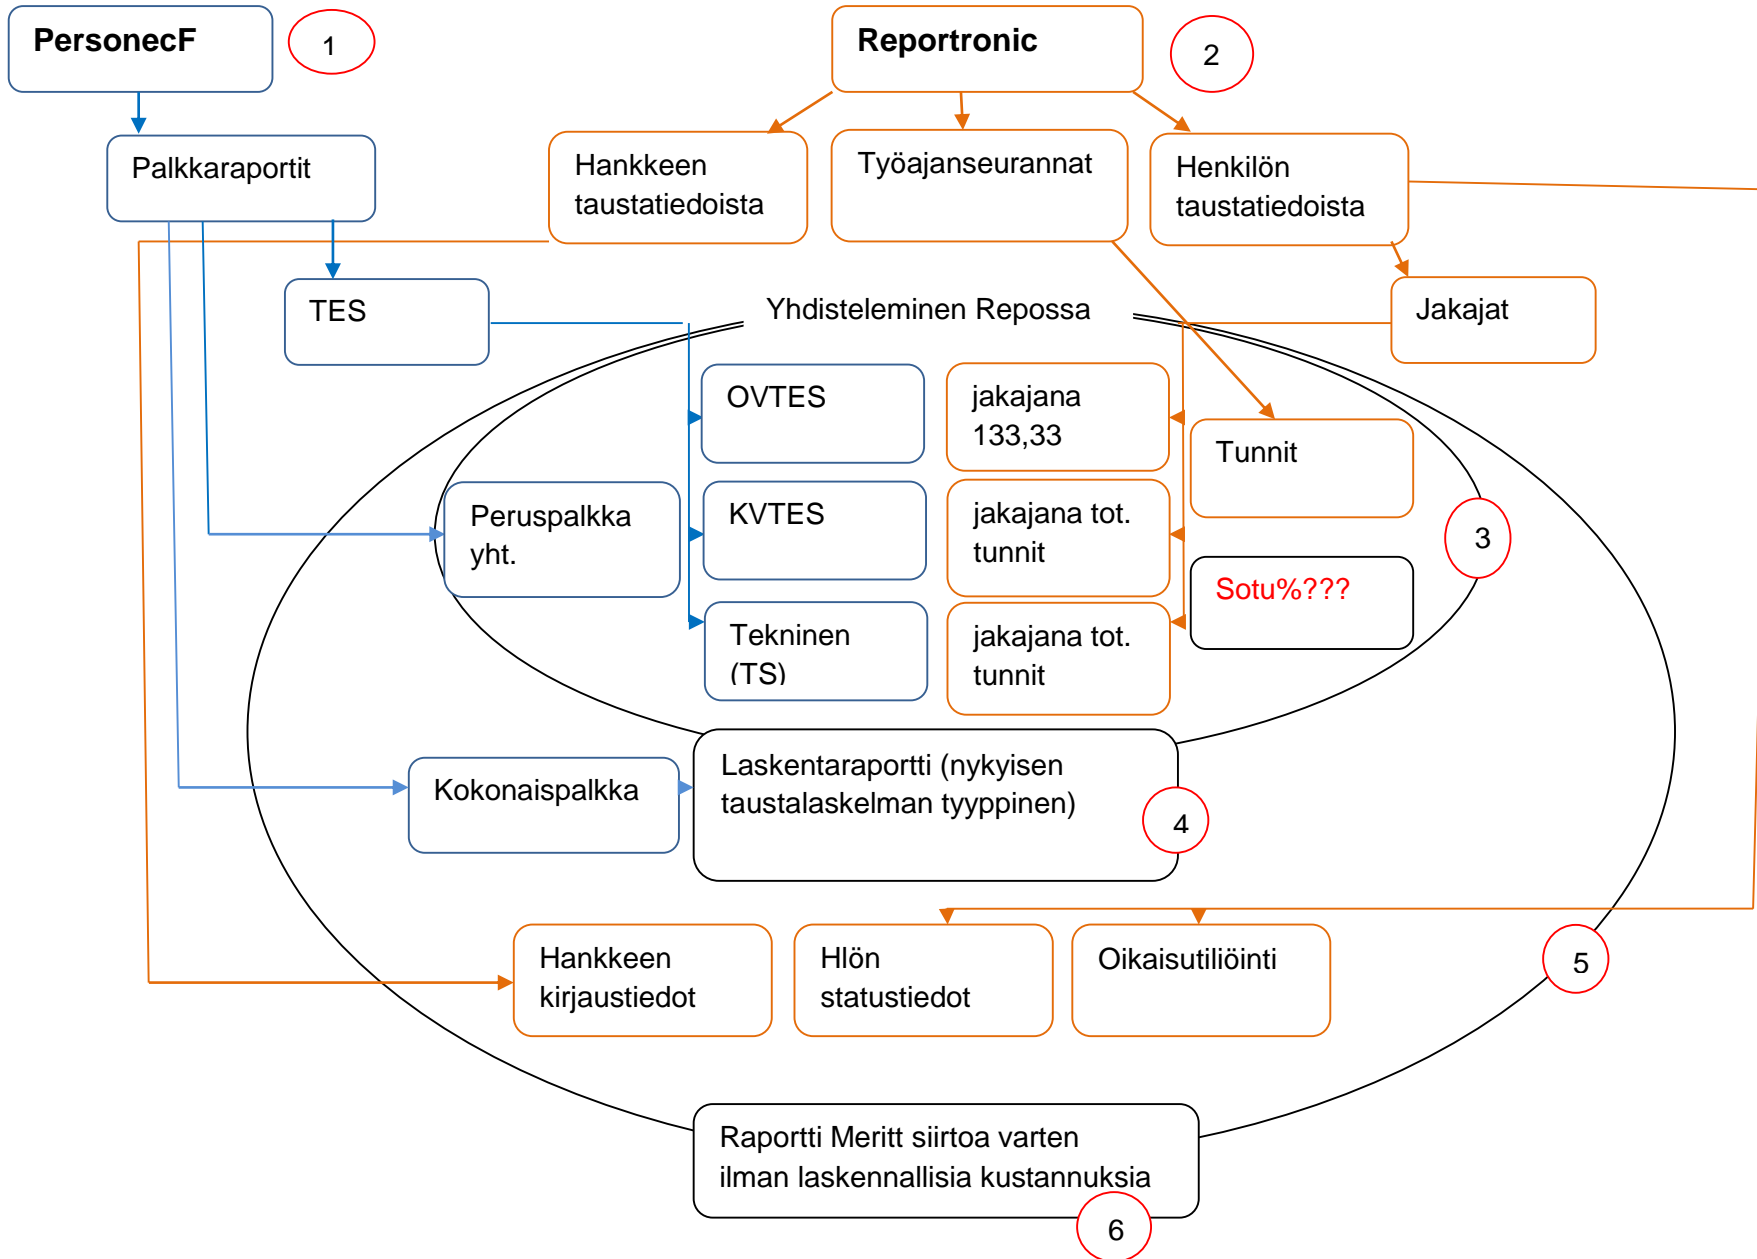 PersonecF
1
Reportronic
2
Palkkaraportit
Hankkeen
taustatiedoista
Työajanseurannat
Henkilön
taustatiedoista
TES
Yhdisteleminen Repossa
Jakajat
OVTES
jakajana
133,33
Tunnit
Peruspalkka
yht.
KVTES
jakajana tot.
tunnit
3
Sotu%???
Tekninen
(TS)
jakajana tot.
tunnit
Kokonaispalkka
Laskentaraportti (nykyisen
taustalaskelman tyyppinen)
4
Hankkeen
kirjaustiedot
Hlön
statustiedot
Oikaisutiliöinti
5
Raportti Meritt siirtoa varten
ilman laskennallisia kustannuksia
6